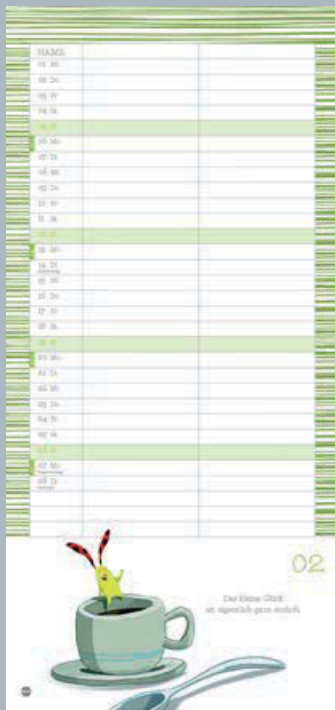 NAME
01 Mi
02 Do
03 Fr
04 Sa
05 So
06 Mo
07 Di
08 Mi
09 Do
10 Fr
11 Sa
12 So
13 Mo
14 Di
15 Mi
16 Do
17 Fr
18 Sa
19 So
20 Mo
21 Di
22 Mi
23 Do
24 Fr
25 Sa
26 So
27 Mo
28 Di
02
Das kleine Glück
ist eigentlich ganz einfach.